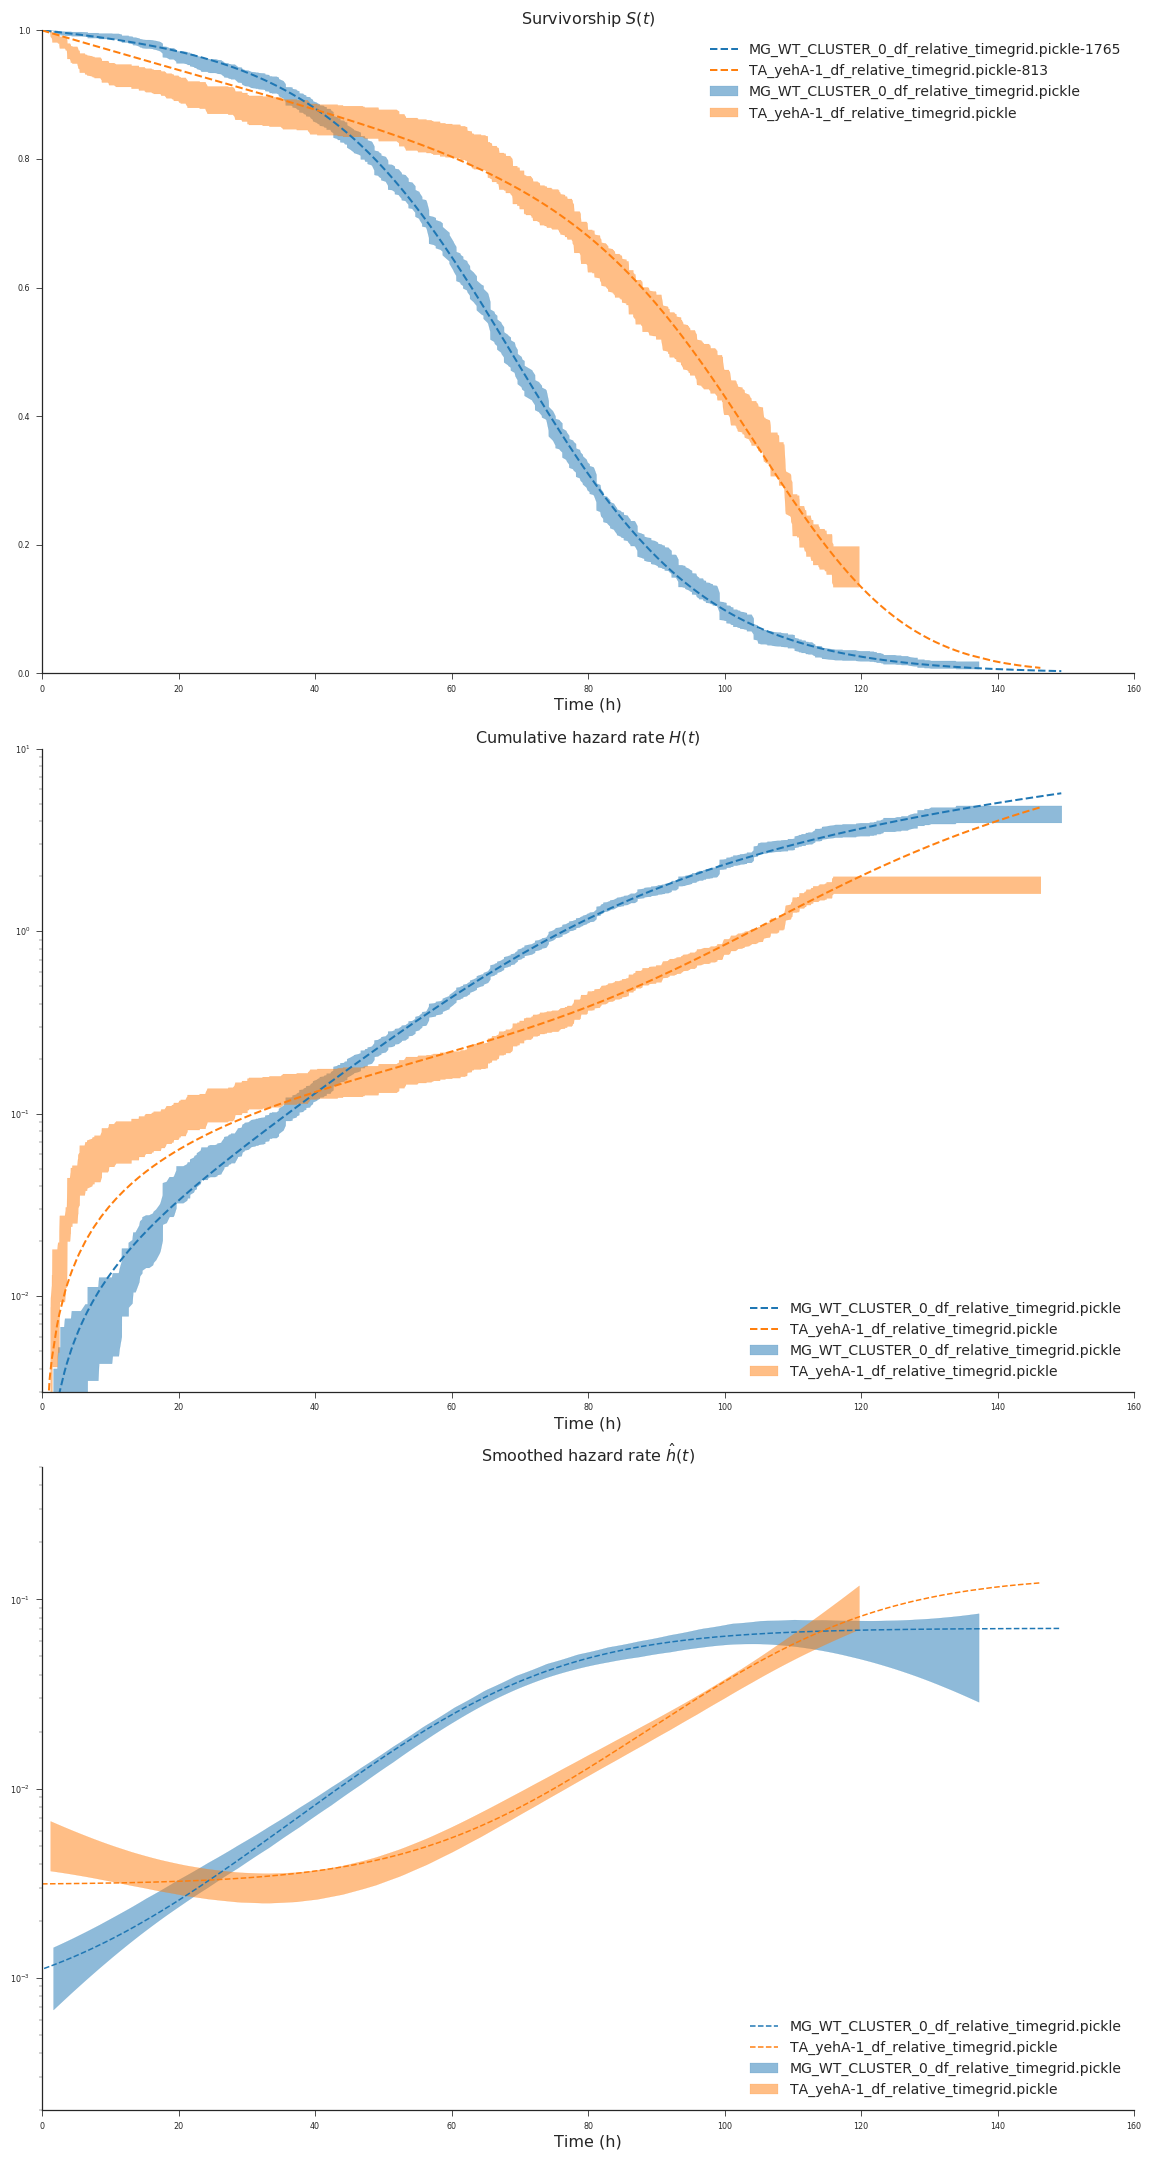 Survivorship S(t)
1.0
0.8
0.6
0.4
0.2
0.0
MG_WT_CLUSTER_0_df_relative_timegrid.pickle-1765
TA_yehA-1_df_relative_timegrid.pickle-813
MG_WT_CLUSTER_0_df_relative_timegrid.pickle
TA_yehA-1_df_relative_timegrid.pickle
0 20 40 60 80 100 120 140 160
Time (h)
Cumulative hazard rate H(t)
10¹
10⁰
10⁻¹
10⁻²
MG_WT_CLUSTER_0_df_relative_timegrid.pickle
TA_yehA-1_df_relative_timegrid.pickle
MG_WT_CLUSTER_0_df_relative_timegrid.pickle
TA_yehA-1_df_relative_timegrid.pickle
0 20 40 60 80 100 120 140 160
Time (h)
Smoothed hazard rate ĥ(t)
10⁻¹
10⁻²
10⁻³
MG_WT_CLUSTER_0_df_relative_timegrid.pickle
TA_yehA-1_df_relative_timegrid.pickle
MG_WT_CLUSTER_0_df_relative_timegrid.pickle
TA_yehA-1_df_relative_timegrid.pickle
0 20 40 60 80 100 120 140 160
Time (h)